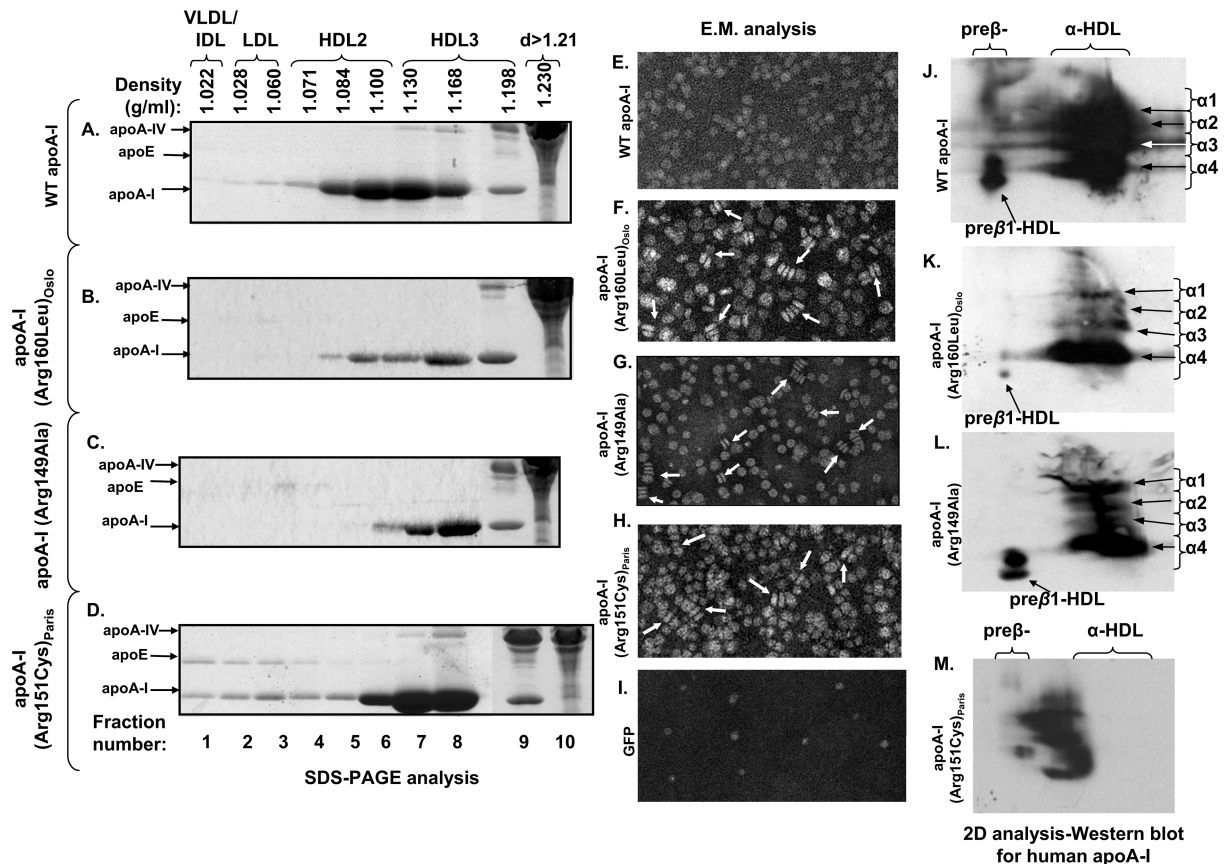 VLDL/
IDL LDL HDL2 HDL3 d>1.21
Density
(g/ml):
1.022
1.028
1.060
1.071
1.084
1.100
1.130
1.168
1.198
1.230
WT apoA-I
A.
apoA-IV
apoE
apoA-I
apoA-I
(Arg160Leu)Oslo
B.
apoA-IV
apoE
apoA-I
apoA-I (Arg149Ala)
C.
apoA-IV
apoE
apoA-I
apoA-I
(Arg151Cys)Paris
D.
apoA-IV
apoE
apoA-I
Fraction
number: 1 2 3 4 5 6 7 8 9 10
SDS-PAGE analysis
E.M. analysis
E.
WT apoA-I
F.
apoA-I
(Arg160Leu)Oslo
G.
apoA-I
(Arg149Ala)
H.
apoA-I
(Arg151Cys)Paris
I.
GFP
preβ- α-HDL
J.
WT apoA-I
α1
α2
α3
α4
preβ1-HDL
K.
apoA-I
(Arg160Leu)Oslo
α1
α2
α3
α4
preβ1-HDL
L.
apoA-I
(Arg149Ala)
α1
α2
α3
α4
preβ1-HDL
preβ- α-HDL
M.
apoA-I
(Arg151Cys)Paris
2D analysis-Western blot
for human apoA-I